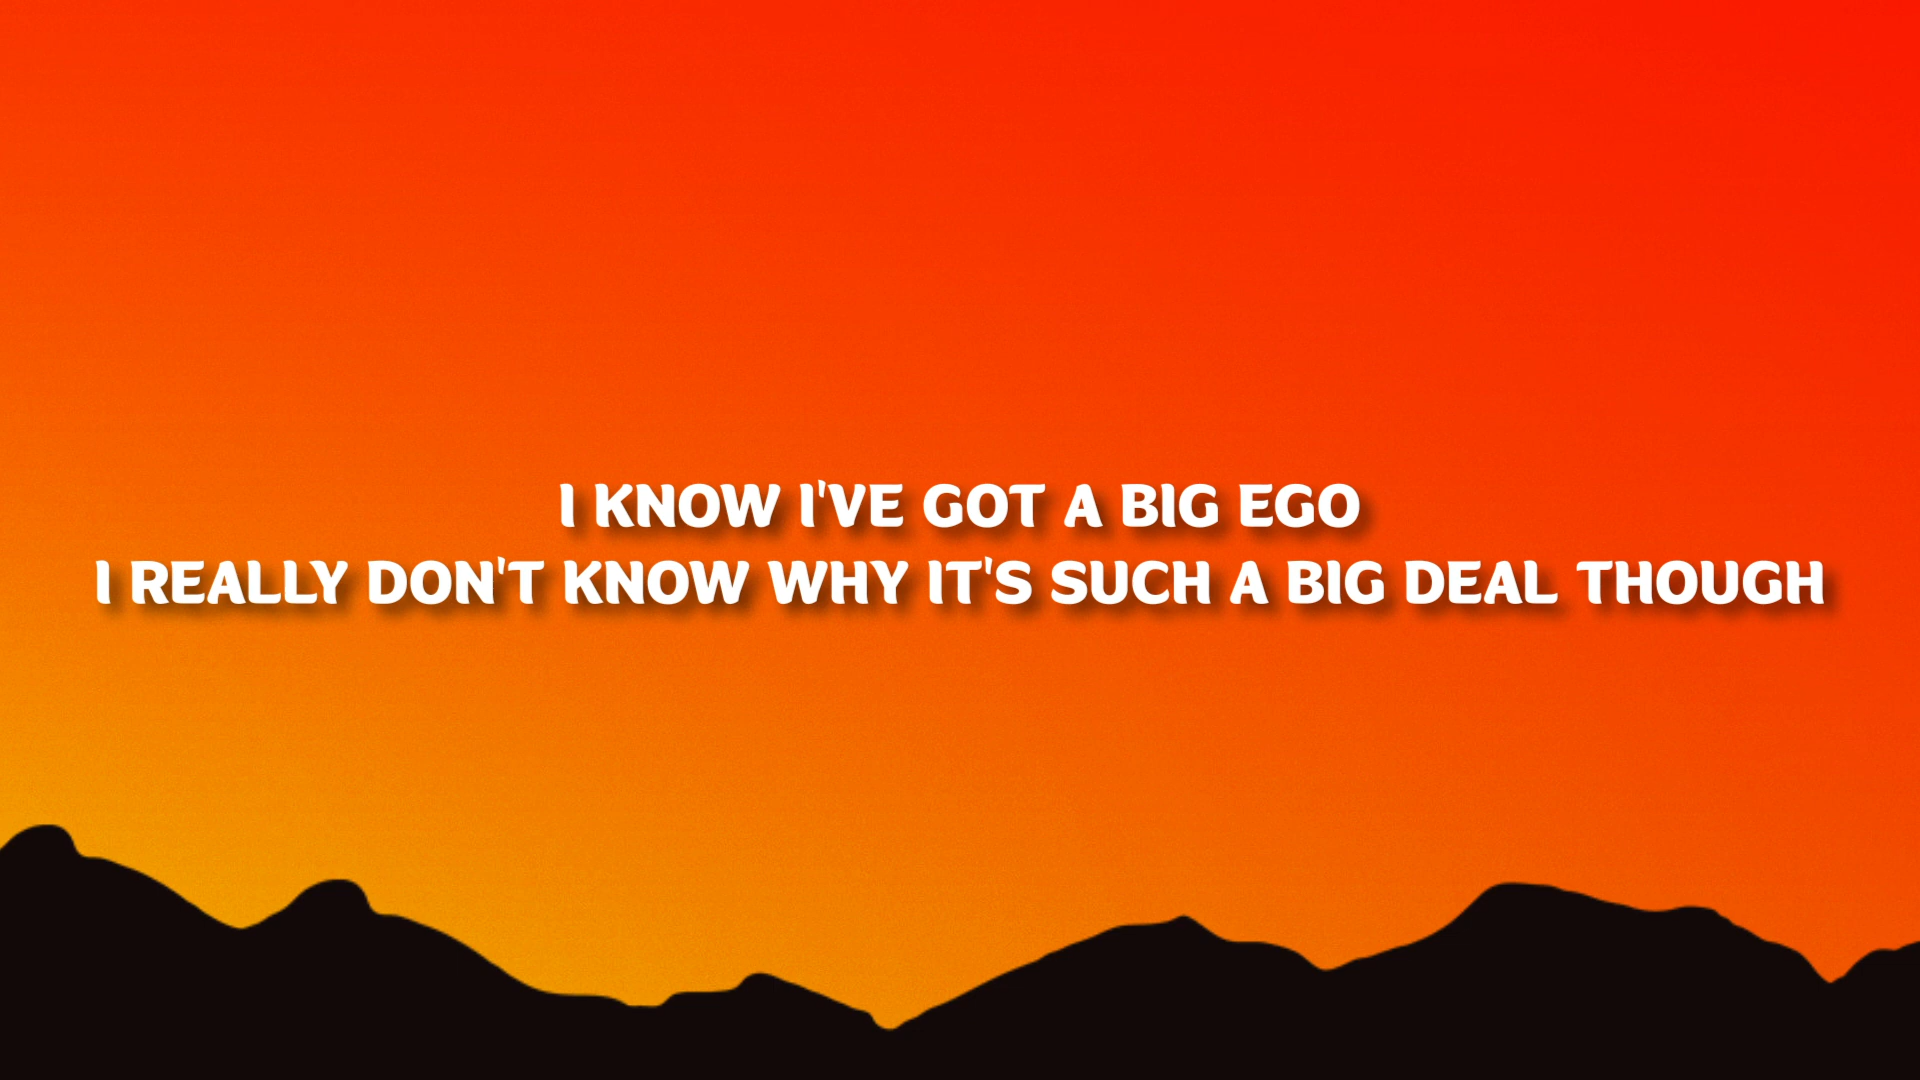 I KNOW I'VE GOT A BIG EGO
I REALLY DON'T KNOW WHY IT'S SUCH A BIG DEAL THOUGH